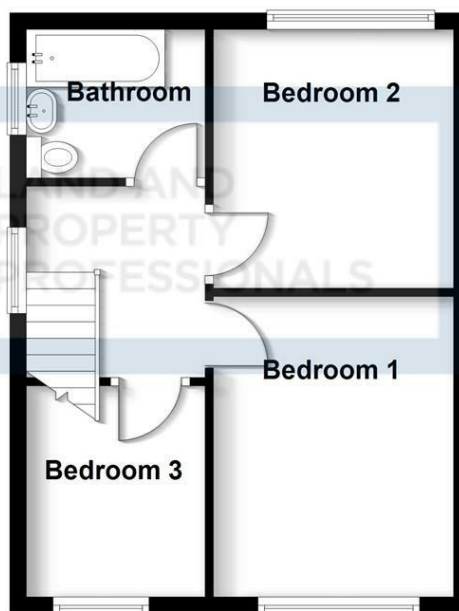 Bathroom
Bedroom 2
LAND AND
PROPERTY
PROFESSIONALS
Bedroom 1
Bedroom 3